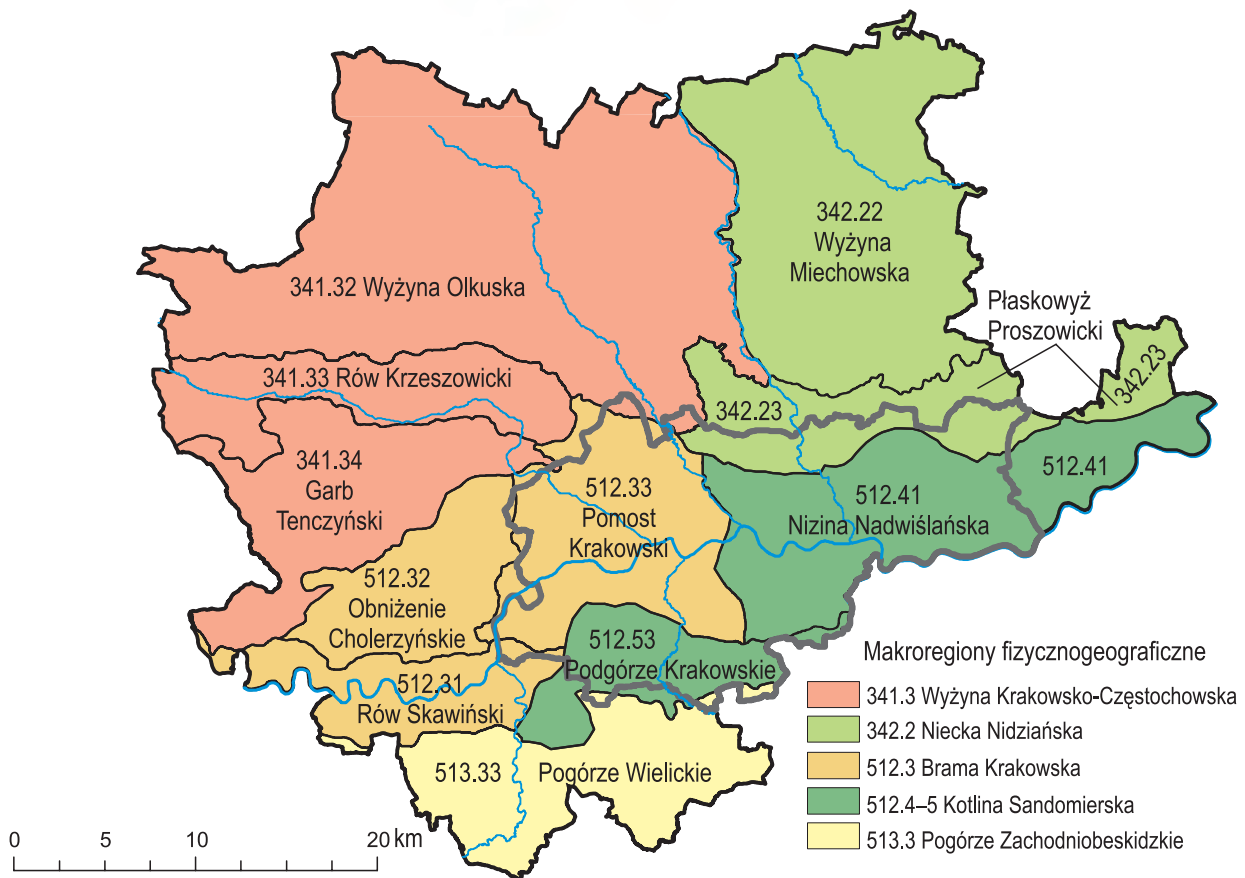 342.22
Wyżyna
Miechowska
341.32 Wyżyna Olkuska
Płaskowyż
Proszowicki
342.23
341.33 Rów Krzeszowicki
342.23
341.34
Garb
Tenczyński
512.33
Pomost
Krakowski
512.41
Nizina Nadwiślańska
512.41
512.32
Obniżenie
Cholerzyńskie
512.53
Podgórze Krakowskie
512.31
Rów Skawiński
513.33 Pogórze Wielickie
Makroregiony fizycznogeograficzne
341.3 Wyżyna Krakowsko-Częstochowska
342.2 Niecka Nidziańska
512.3 Brama Krakowska
512.4–5 Kotlina Sandomierska
513.3 Pogórze Zachodniobeskidzkie
0 5 10 20 km